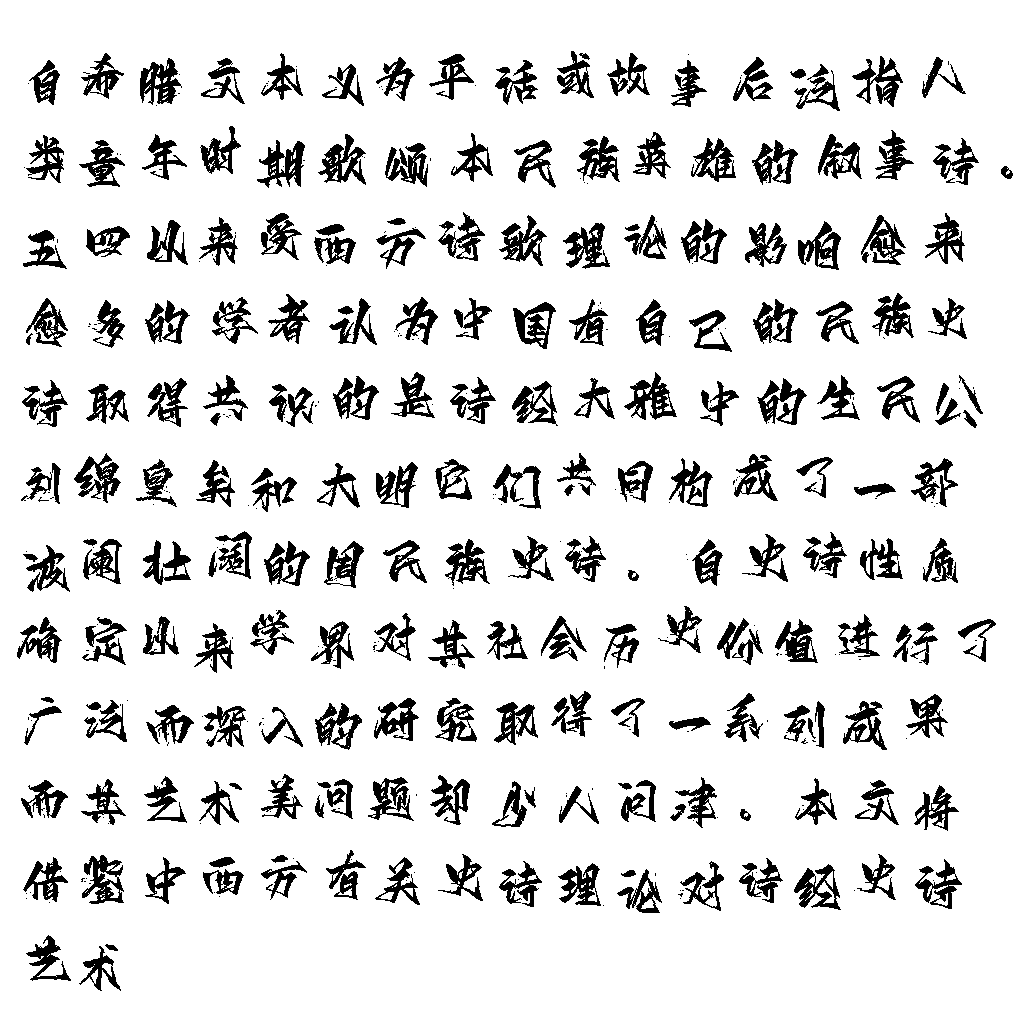 自希腊文本义为平话或故事后泛指人
类童年时期歌颂本民族英雄的叙事诗。
五四以来受西方诗歌理论的影响愈来
愈多的学者认为中国有自己的民族史
诗取得共识的是诗经大雅中的生民公
刘绵皇矣和大明它们共同构成了一部
波阔壮阔的周民族史诗。自史诗性质
确定以来学界对其社会历史价值进行了
广泛而深入的研究取得了一系列成果
而其艺术美问题却少人问津。本文将
借鉴中西方有关史诗理论对诗经史诗
艺术